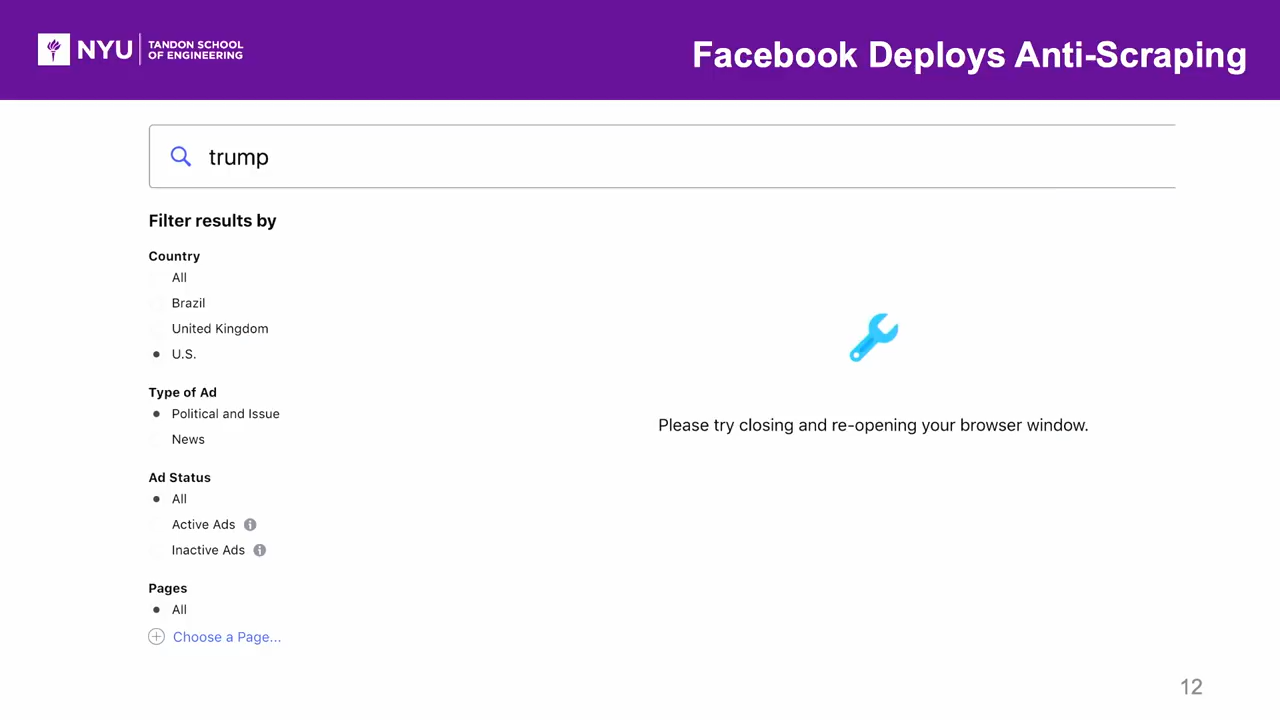 NYU
TANDON SCHOOL
OF ENGINEERING
Facebook Deploys Anti-Scraping
trump
Filter results by
Country
All
Brazil
United Kingdom
U.S.
Type of Ad
Political and Issue
News
Ad Status
All
Active Ads
Inactive Ads
Pages
All
Choose a Page...
Please try closing and re-opening your browser window.
12